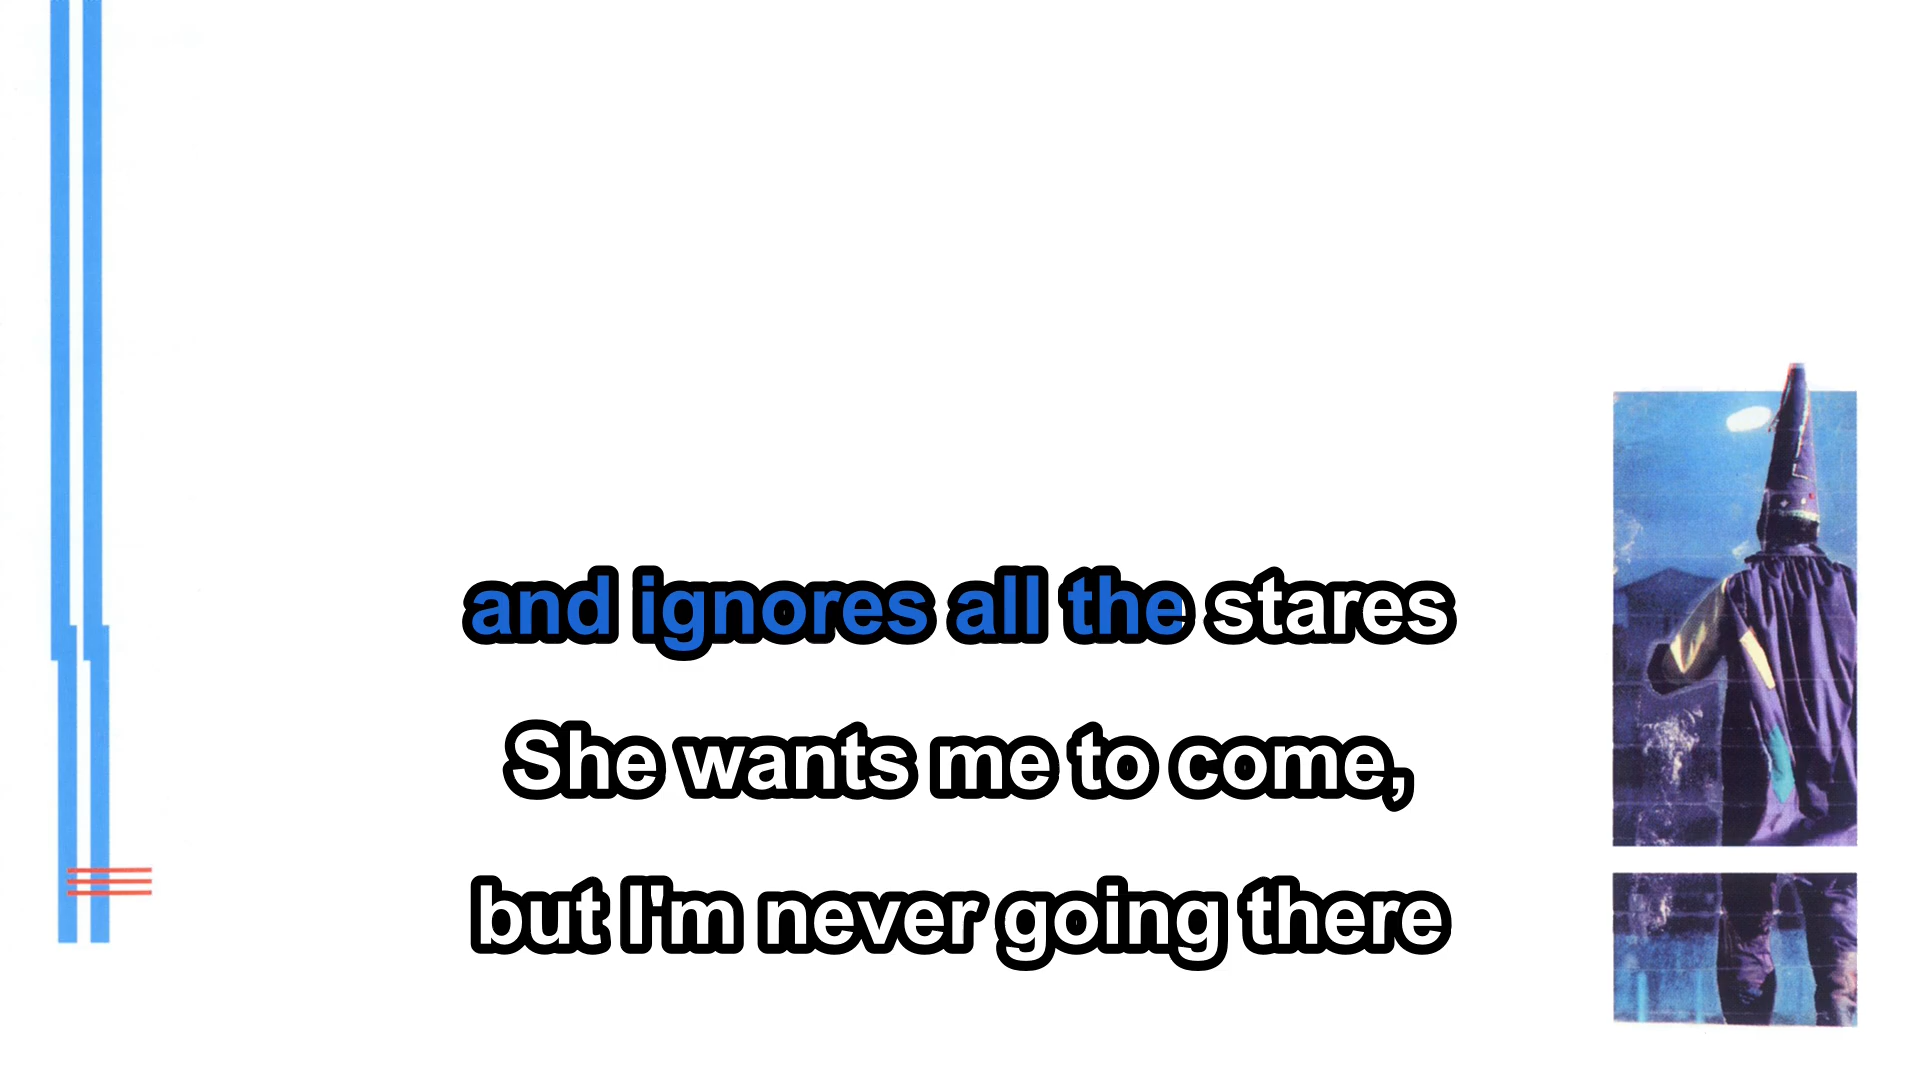 and ignores all the stares
She wants me to come,
but I'm never going there